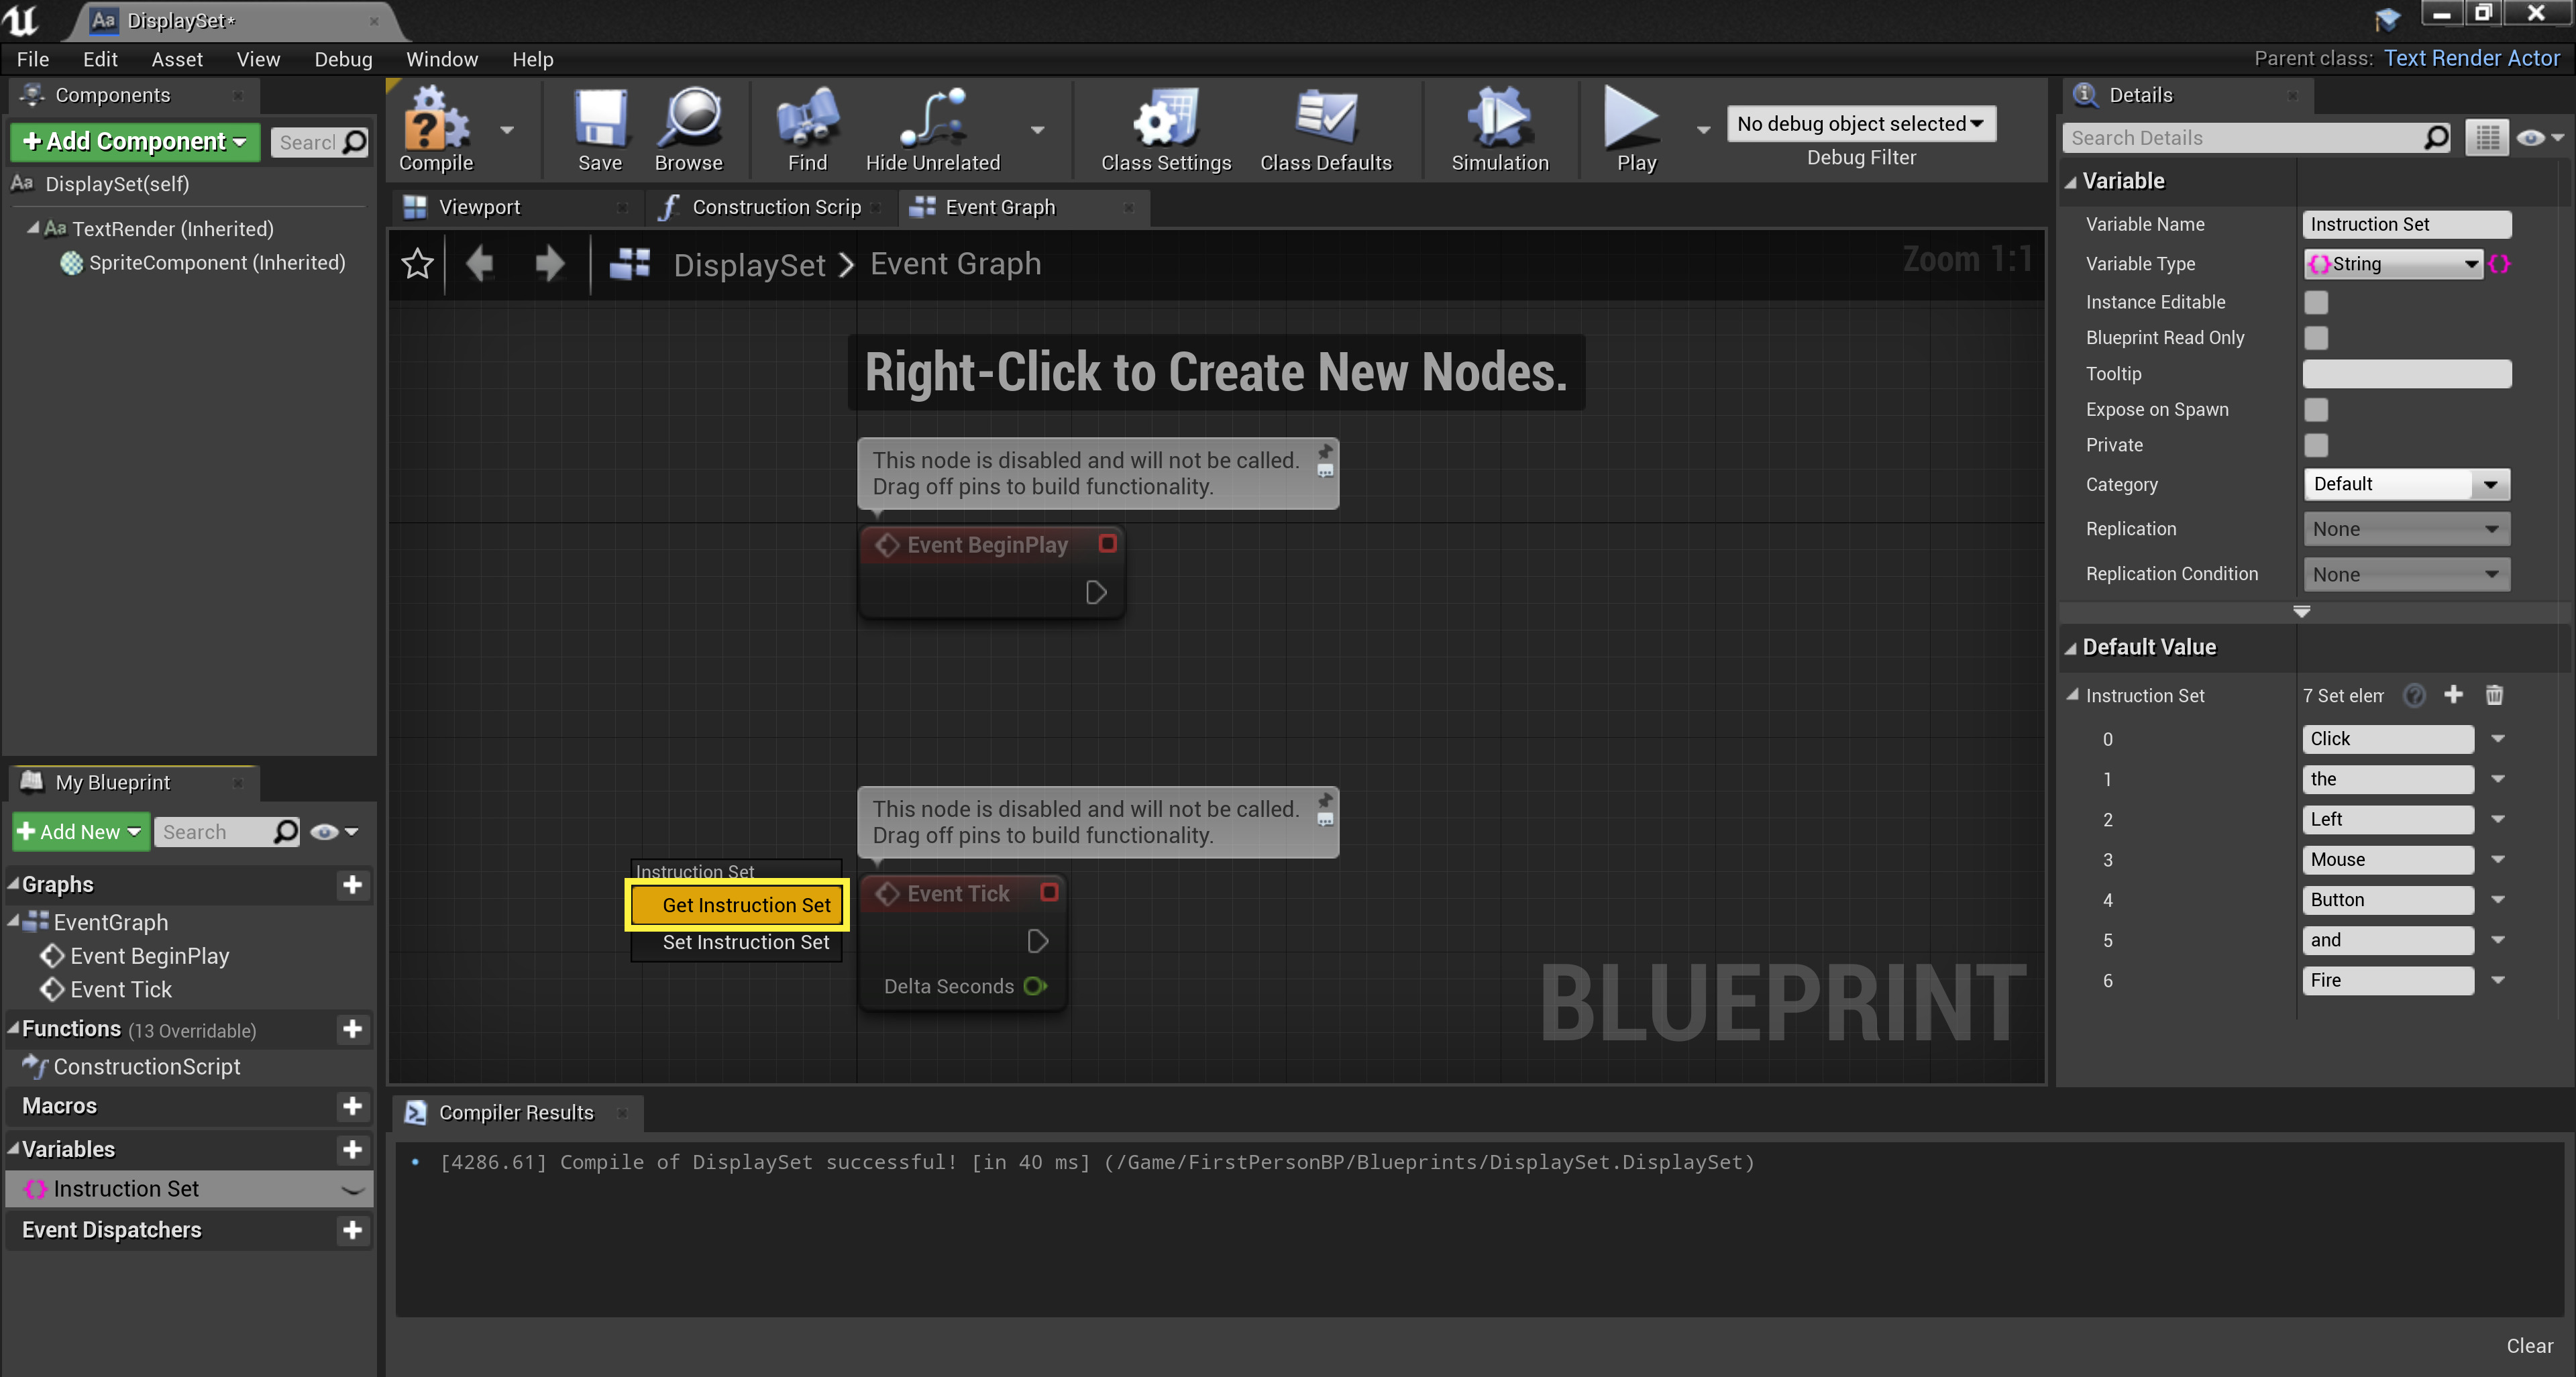 DisplaySet*
File Edit Asset View Debug Window Help
Parent class: Text Render Actor
Components
Add Component
Search
DisplaySet(self)
TextRender (Inherited)
SpriteComponent (Inherited)
Compile
Save
Browse
Find
Hide Unrelated
Class Settings
Class Defaults
Simulation
Play
No debug object selected
Debug Filter
Viewport
Construction Scrip
Event Graph
DisplaySet > Event Graph
Zoom 1:1
Right-Click to Create New Nodes.
This node is disabled and will not be called.
Drag off pins to build functionality.
Event BeginPlay
This node is disabled and will not be called.
Drag off pins to build functionality.
Instruction Set
Get Instruction Set
Set Instruction Set
Event Tick
Delta Seconds
BLUEPRINT
My Blueprint
Add New
Search
Graphs
EventGraph
Event BeginPlay
Event Tick
Functions (13 Overridable)
ConstructionScript
Macros
Variables
Instruction Set
Event Dispatchers
Compiler Results
[4286.61] Compile of DisplaySet successful! [in 40 ms] (/Game/FirstPersonBP/Blueprints/DisplaySet.DisplaySet)
Clear
Details
Search Details
Variable
Variable Name Instruction Set
Variable Type String
Instance Editable
Blueprint Read Only
Tooltip
Expose on Spawn
Private
Category Default
Replication None
Replication Condition None
Default Value
Instruction Set 7 Set elem
0 Click
1 the
2 Left
3 Mouse
4 Button
5 and
6 Fire